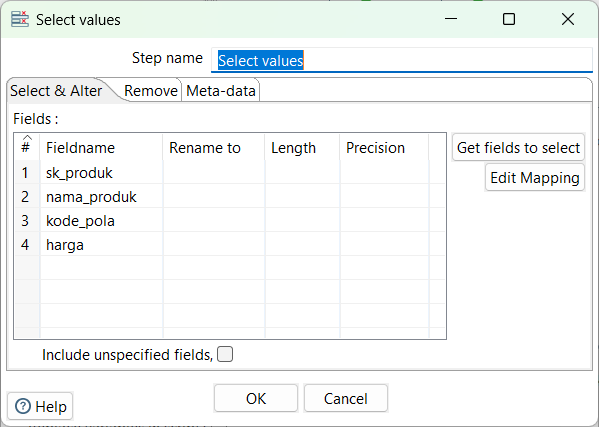 Select values
Step name Select values
Select & Alter Remove Meta-data
Fields :
# Fieldname Rename to Length Precision
Get fields to select
1 sk_produk
Edit Mapping
2 nama_produk
3 kode_pola
4 harga
Include unspecified fields,
OK Cancel
Help